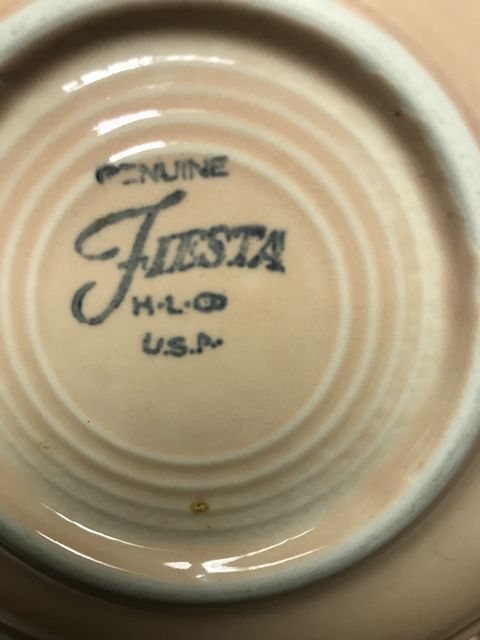 GENUINE
FIESTA
H·L·CO
U.S.A.